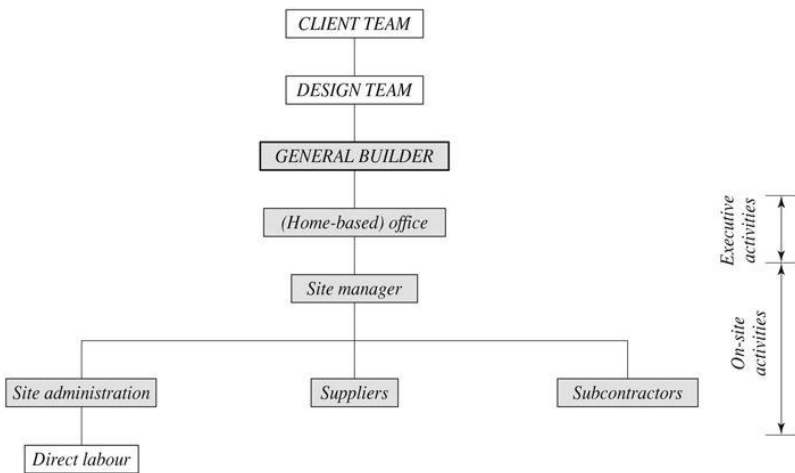 CLIENT TEAM
DESIGN TEAM
GENERAL BUILDER
(Home-based) office
Executive
activities
Site manager
On-site
activities
Site administration
Suppliers
Subcontractors
Direct labour